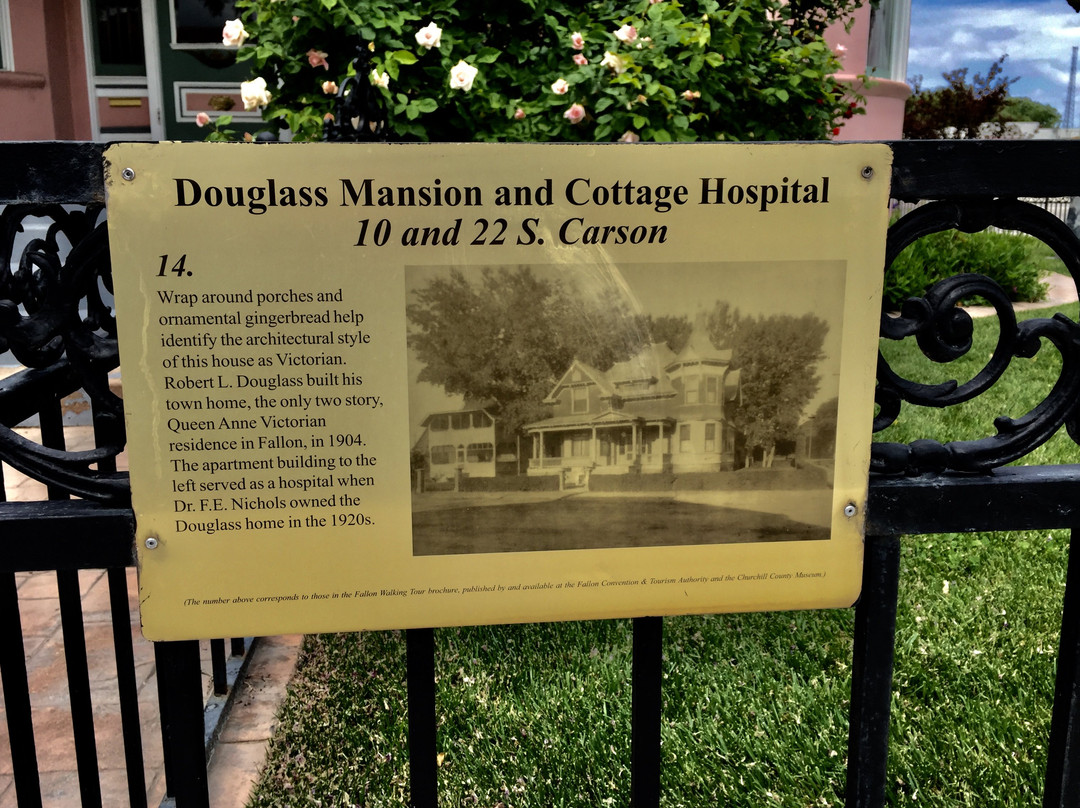 Douglass Mansion and Cottage Hospital
10 and 22 S. Carson
14.
Wrap around porches and
ornamental gingerbread help
identify the architectural style
of this house as Victorian.
Robert L. Douglass built his
town home, the only two story,
Queen Anne Victorian
residence in Fallon, in 1904.
The apartment building to the
left served as a hospital when
Dr. F.E. Nichols owned the
Douglass home in the 1920s.
(The number above corresponds to those in the Fallon Walking Tour brochure, published by and available at the Fallon Convention & Tourism Authority and the Churchill County Museum.)